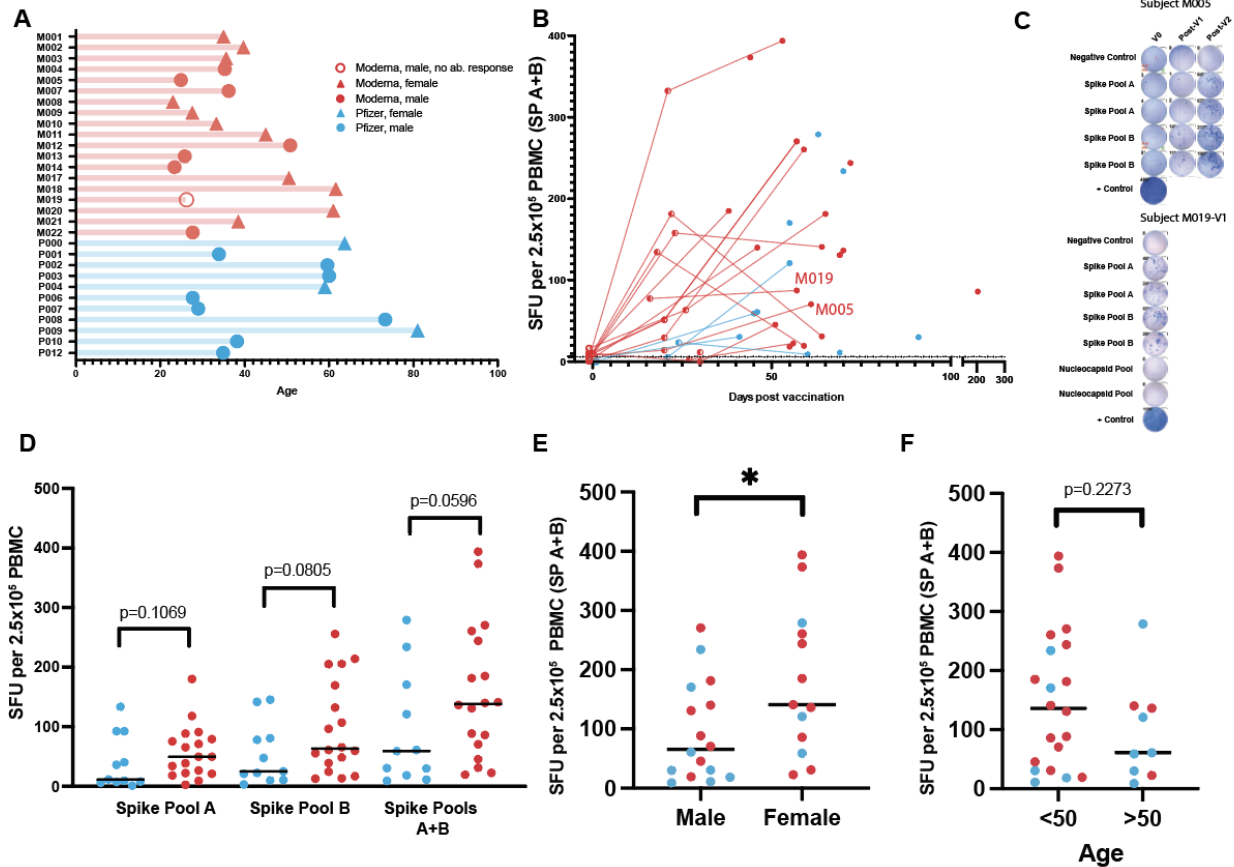 A
M001
M002
M003
M004
M005
M007
M008
M009
M010
M011
M012
M013
M014
M017
M018
M019
M020
M021
M022
P000
P001
P002
P003
P004
P006
P007
P008
P009
P010
P012
0 20 40 60 80 100
Age
Moderna, male, no ab. response
Moderna, female
Moderna, male
Pfizer, female
Pfizer, male
B
SFU per 2.5x10⁵ PBMC (SP A+B)
400
300
200
100
0
M019
M005
0 50 100 200 300
Days post vaccination
C
Subject M005
V0 Post-V1 Post-V2
Negative Control
Spike Pool A
Spike Pool A
Spike Pool B
Spike Pool B
+ Control
Subject M019-V1
Negative Control
Spike Pool A
Spike Pool A
Spike Pool B
Spike Pool B
Nucleocapsid Pool
Nucleocapsid Pool
+ Control
D
SFU per 2.5x10⁵ PBMC
500
400
300
200
100
0
p=0.1069
p=0.0805
p=0.0596
Spike Pool A
Spike Pool B
Spike Pools
A+B
E
SFU per 2.5x10⁵ PBMC (SP A+B)
500
400
300
200
100
0
*
Male Female
F
SFU per 2.5x10⁵ PBMC (SP A+B)
500
400
300
200
100
0
p=0.2273
<50 >50
Age